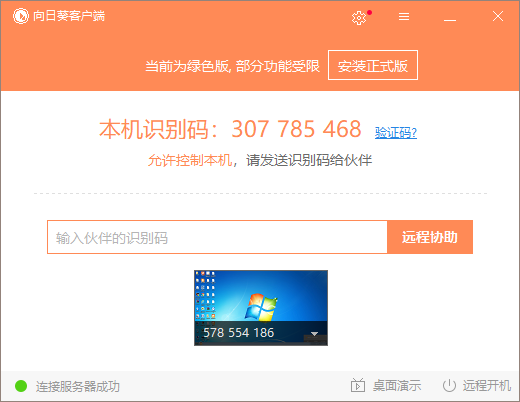 向日葵客户端
当前为绿色版, 部分功能受限 安装正式版
本机识别码：307 785 468 验证码?
允许控制本机，请发送识别码给伙伴
输入伙伴的识别码 远程协助
578 554 186
连接服务器成功 桌面演示 远程开机